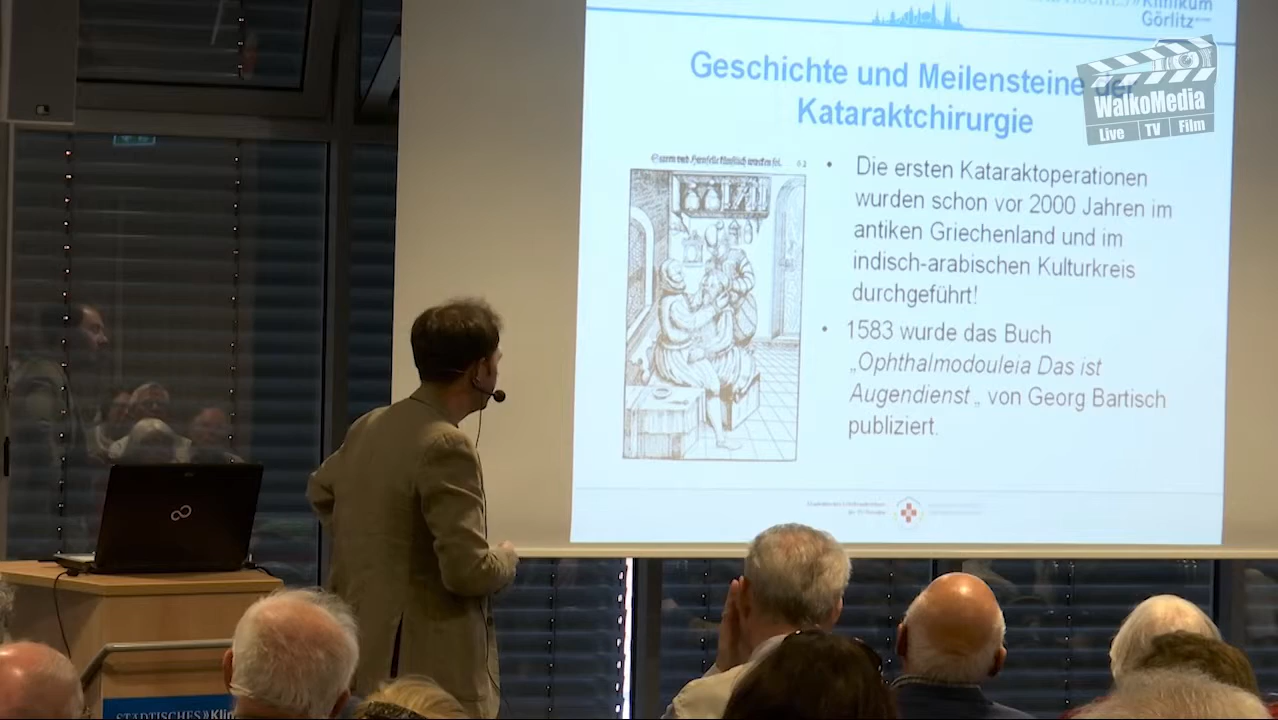 Klinikum
Görlitz
Geschichte und Meilensteine der
Kataraktchirurgie
WalkoMedia
Live TV Film
• Die ersten Kataraktoperationen
wurden schon vor 2000 Jahren im
antiken Griechenland und im
indisch-arabischen Kulturkreis
durchgeführt!
• 1583 wurde das Buch
„Ophthalmodouleia Das ist
Augendienst „ von Georg Bartisch
publiziert.
STÄDTISCHES»Klin